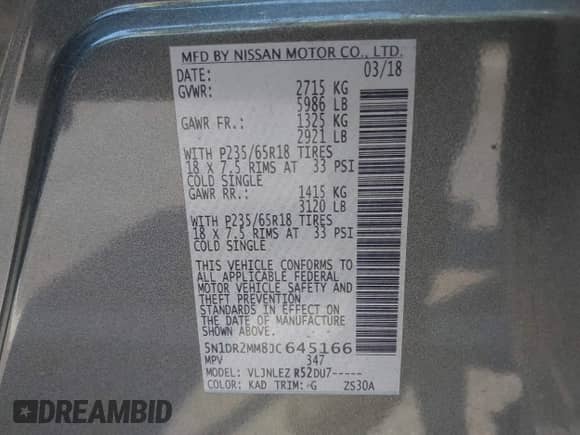 MFD BY NISSAN MOTOR CO., LTD.
DATE: 03/18
GVWR: 2715 KG
5986 LB
GAWR FR.: 1325 KG
2921 LB
WITH P235/65R18 TIRES
18 X 7.5 RIMS AT 33 PSI
COLD SINGLE
GAWR RR.: 1415 KG
3120 LB
WITH P235/65R18 TIRES
18 X 7.5 RIMS AT 33 PSI
COLD SINGLE
THIS VEHICLE CONFORMS TO
ALL APPLICABLE FEDERAL
MOTOR VEHICLE SAFETY AND
THEFT PREVENTION
STANDARDS IN EFFECT ON
THE DATE OF MANUFACTURE
SHOWN ABOVE.
5N1DR2MM8JC645166
MPV 347
MODEL: VLJNLEZ R52DU7-----
COLOR: KAD TRIM: G ZS30A
DREAMBID